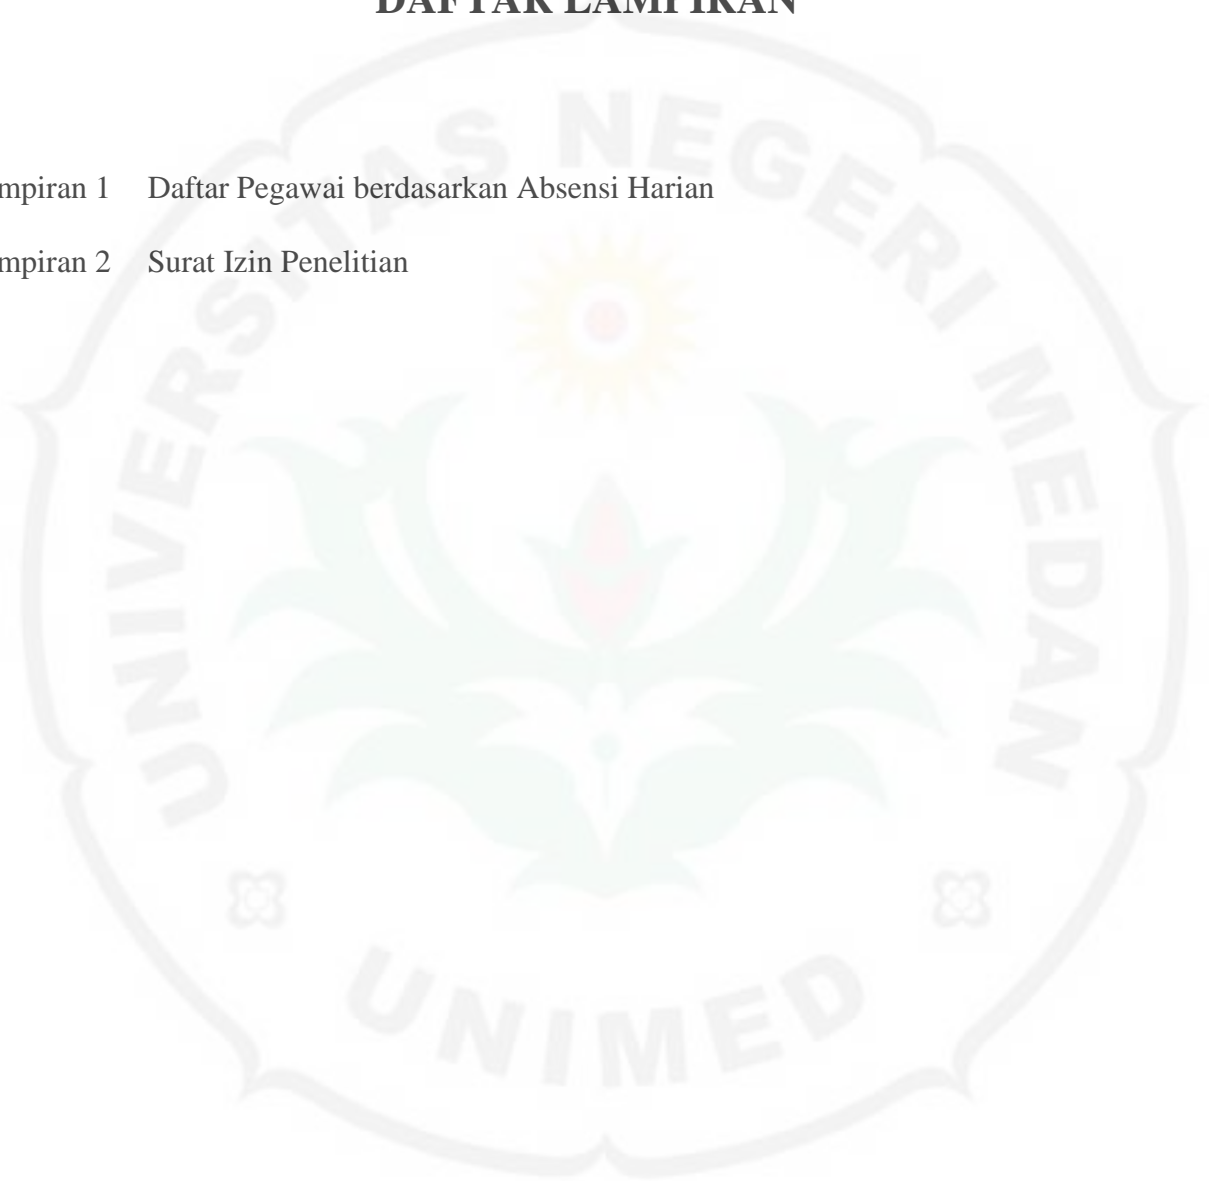 DAFTAR LAMPIRAN
mpiran 1 Daftar Pegawai berdasarkan Absensi Harian
mpiran 2 Surat Izin Penelitian
UNIVERSITAS NEGERI MEDAN
UNIMED